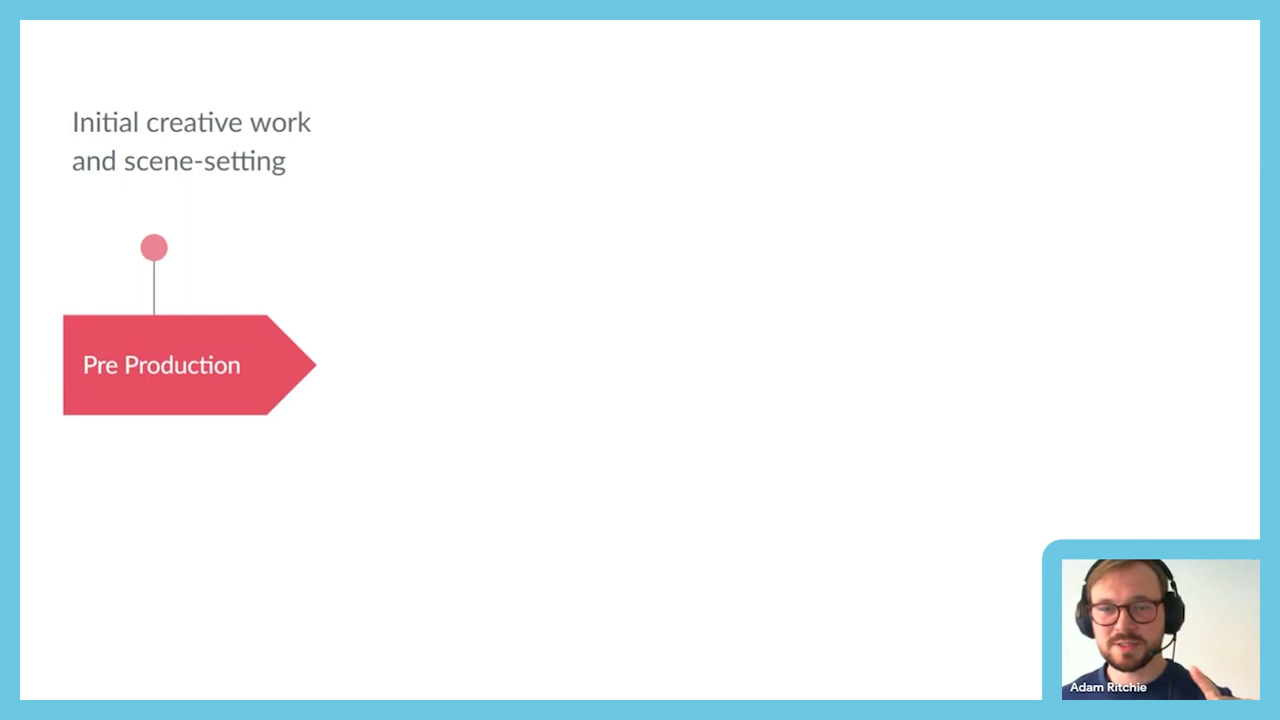 Initial creative work
and scene-setting
Pre Production
Adam Ritchie